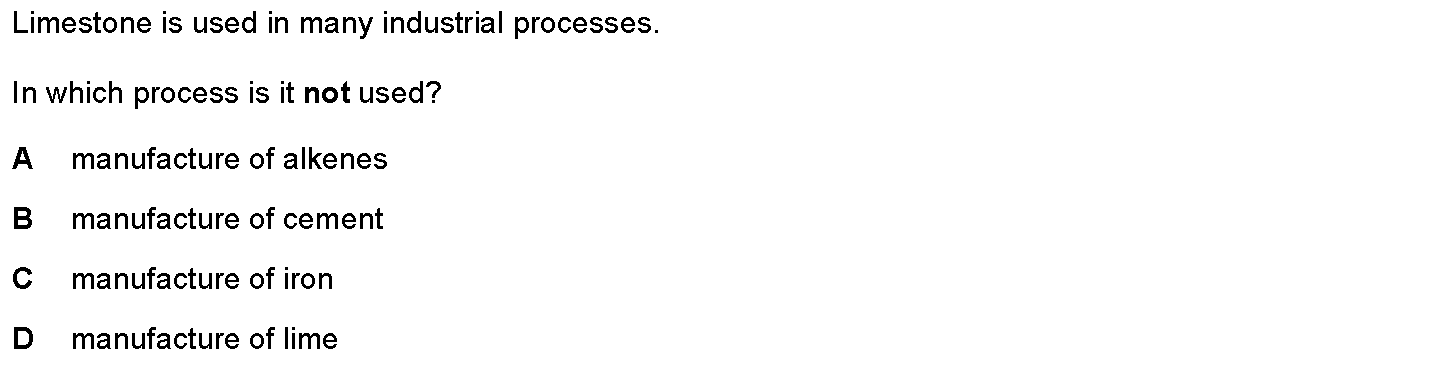 Limestone is used in many industrial processes.
In which process is it not used?
A manufacture of alkenes
B manufacture of cement
C manufacture of iron
D manufacture of lime